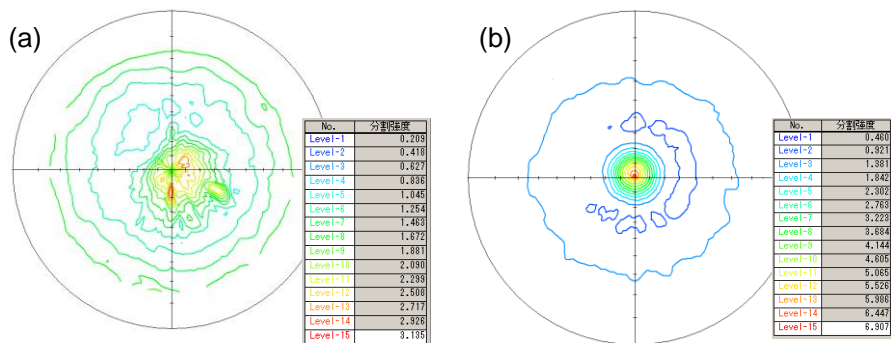 (a)
No. 分割強度
Level-1 0.209
Level-2 0.418
Level-3 0.627
Level-4 0.836
Level-5 1.045
Level-6 1.254
Level-7 1.463
Level-8 1.672
Level-9 1.881
Level-10 2.090
Level-11 2.299
Level-12 2.508
Level-13 2.717
Level-14 2.926
Level-15 3.135
(b)
No. 分割強度
Level-1 0.460
Level-2 0.921
Level-3 1.381
Level-4 1.842
Level-5 2.302
Level-6 2.763
Level-7 3.223
Level-8 3.684
Level-9 4.144
Level-10 4.605
Level-11 5.065
Level-12 5.526
Level-13 5.986
Level-14 6.447
Level-15 6.907